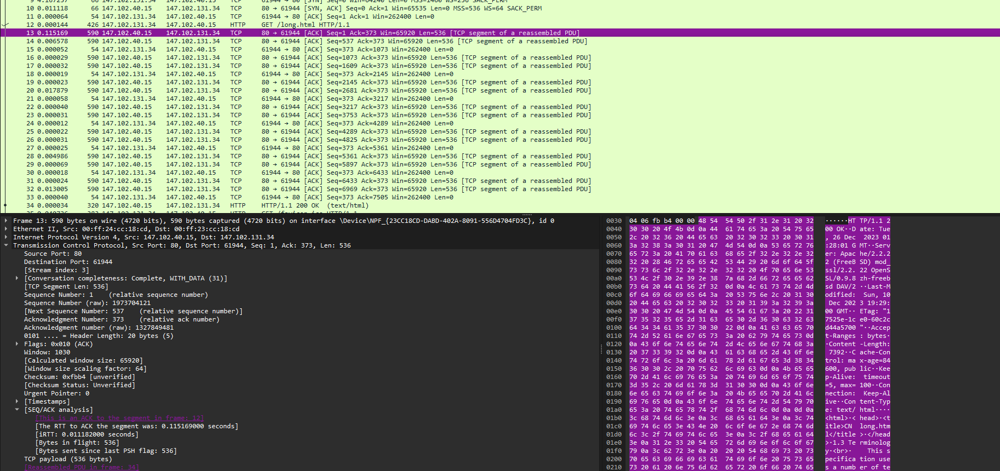 9 4.167257 66 147.102.131.34 147.102.40.15 TCP 61944 → 80 [SYN] Seq=0 Win=64240 Len=0 MSS=1460 WS=256 SACK_PERM
10 0.011118 66 147.102.40.15 147.102.131.34 TCP 80 → 61944 [SYN, ACK] Seq=0 Ack=1 Win=65535 Len=0 MSS=536 WS=64 SACK_PERM
11 0.000064 54 147.102.131.34 147.102.40.15 TCP 61944 → 80 [ACK] Seq=1 Ack=1 Win=262400 Len=0
12 0.000144 426 147.102.131.34 147.102.40.15 HTTP GET /long.html HTTP/1.1
13 0.115169 590 147.102.40.15 147.102.131.34 TCP 80 → 61944 [ACK] Seq=1 Ack=373 Win=65920 Len=536 [TCP segment of a reassembled PDU]
14 0.006578 590 147.102.40.15 147.102.131.34 TCP 80 → 61944 [ACK] Seq=537 Ack=373 Win=65920 Len=536 [TCP segment of a reassembled PDU]
15 0.000052 54 147.102.131.34 147.102.40.15 TCP 61944 → 80 [ACK] Seq=373 Ack=1073 Win=262400 Len=0
16 0.000029 590 147.102.40.15 147.102.131.34 TCP 80 → 61944 [ACK] Seq=1073 Ack=373 Win=65920 Len=536 [TCP segment of a reassembled PDU]
17 0.000032 590 147.102.40.15 147.102.131.34 TCP 80 → 61944 [ACK] Seq=1609 Ack=373 Win=65920 Len=536 [TCP segment of a reassembled PDU]
18 0.000019 54 147.102.131.34 147.102.40.15 TCP 61944 → 80 [ACK] Seq=373 Ack=2145 Win=262400 Len=0
19 0.000023 590 147.102.40.15 147.102.131.34 TCP 80 → 61944 [ACK] Seq=2145 Ack=373 Win=65920 Len=536 [TCP segment of a reassembled PDU]
20 0.017879 590 147.102.40.15 147.102.131.34 TCP 80 → 61944 [ACK] Seq=2681 Ack=373 Win=65920 Len=536 [TCP segment of a reassembled PDU]
21 0.000058 54 147.102.131.34 147.102.40.15 TCP 61944 → 80 [ACK] Seq=373 Ack=3217 Win=262400 Len=0
22 0.000040 590 147.102.40.15 147.102.131.34 TCP 80 → 61944 [ACK] Seq=3217 Ack=373 Win=65920 Len=536 [TCP segment of a reassembled PDU]
23 0.000031 590 147.102.40.15 147.102.131.34 TCP 80 → 61944 [ACK] Seq=3753 Ack=373 Win=65920 Len=536 [TCP segment of a reassembled PDU]
24 0.000012 54 147.102.131.34 147.102.40.15 TCP 61944 → 80 [ACK] Seq=373 Ack=4289 Win=262400 Len=0
25 0.000022 590 147.102.40.15 147.102.131.34 TCP 80 → 61944 [ACK] Seq=4289 Ack=373 Win=65920 Len=536 [TCP segment of a reassembled PDU]
26 0.000031 590 147.102.40.15 147.102.131.34 TCP 80 → 61944 [ACK] Seq=4825 Ack=373 Win=65920 Len=536 [TCP segment of a reassembled PDU]
27 0.000025 54 147.102.131.34 147.102.40.15 TCP 61944 → 80 [ACK] Seq=373 Ack=5361 Win=262400 Len=0
28 0.004986 590 147.102.40.15 147.102.131.34 TCP 80 → 61944 [ACK] Seq=5361 Ack=373 Win=65920 Len=536 [TCP segment of a reassembled PDU]
29 0.000069 590 147.102.40.15 147.102.131.34 TCP 80 → 61944 [ACK] Seq=5897 Ack=373 Win=65920 Len=536 [TCP segment of a reassembled PDU]
30 0.000018 54 147.102.131.34 147.102.40.15 TCP 61944 → 80 [ACK] Seq=373 Ack=6433 Win=262400 Len=0
31 0.000024 590 147.102.40.15 147.102.131.34 TCP 80 → 61944 [ACK] Seq=6433 Ack=373 Win=65920 Len=536 [TCP segment of a reassembled PDU]
32 0.013005 590 147.102.40.15 147.102.131.34 TCP 80 → 61944 [ACK] Seq=6969 Ack=373 Win=65920 Len=536 [TCP segment of a reassembled PDU]
33 0.000040 54 147.102.131.34 147.102.40.15 TCP 61944 → 80 [ACK] Seq=373 Ack=7505 Win=262400 Len=0
34 0.000034 320 147.102.40.15 147.102.131.34 HTTP HTTP/1.1 200 OK (text/html)
Frame 13: 590 bytes on wire (4720 bits), 590 bytes captured (4720 bits) on interface \Device\NPF_{23CC18CD-DABD-402A-8091-556D4704FD3C}, id 0
Ethernet II, Src: 00:ff:24:cc:18:cd, Dst: 00:ff:23:cc:18:cd
Internet Protocol Version 4, Src: 147.102.40.15, Dst: 147.102.131.34
Transmission Control Protocol, Src Port: 80, Dst Port: 61944, Seq: 1, Ack: 373, Len: 536
Source Port: 80
Destination Port: 61944
[Stream index: 3]
[Conversation completeness: Complete, WITH_DATA (31)]
[TCP Segment Len: 536]
Sequence Number: 1 (relative sequence number)
Sequence Number (raw): 1973704121
[Next Sequence Number: 537 (relative sequence number)]
Acknowledgment Number: 373 (relative ack number)
Acknowledgment number (raw): 1327849481
0101 .... = Header Length: 20 bytes (5)
Flags: 0x010 (ACK)
Window: 1030
[Calculated window size: 65920]
[Window size scaling factor: 64]
Checksum: 0xfbb4 [unverified]
[Checksum Status: Unverified]
Urgent Pointer: 0
[Timestamps]
[SEQ/ACK analysis]
[This is an ACK to the segment in frame: 12]
[The RTT to ACK the segment was: 0.115169000 seconds]
[iRTT: 0.011182000 seconds]
[Bytes in flight: 536]
[Bytes sent since last PSH flag: 536]
TCP payload (536 bytes)
[Reassembled PDU in frame: 34]
0030 04 06 fb b4 00 00 48 54 54 50 2f 31 2e 31 20 32 ······HT TP/1.1 2
0040 30 30 20 4f 4b 0d 0a 44 61 74 65 3a 20 54 75 65 00 OK··D ate: Tue
0050 2c 20 32 36 20 44 65 63 20 32 30 32 33 20 30 31 , 26 Dec 2023 01
0060 3a 32 38 3a 30 31 20 47 4d 54 0d 0a 53 65 72 76 :28:01 G MT··Serv
0070 65 72 3a 20 41 70 61 63 68 65 2f 32 2e 32 2e 32 er: Apac he/2.2.2
0080 32 20 28 46 72 65 65 42 53 44 29 20 6d 6f 64 5f 2 (FreeB SD) mod_
0090 73 73 6c 2f 32 2e 32 2e 32 32 20 4f 70 65 6e 53 ssl/2.2. 22 OpenS
00a0 53 4c 2f 30 2e 39 2e 38 7a 68 2d 66 72 65 65 62 SL/0.9.8 zh-freeb
00b0 73 64 20 44 41 56 2f 32 0d 0a 4c 61 73 74 2d 4d sd DAV/2 ··Last-M
00c0 6f 64 69 66 69 65 64 3a 20 53 75 6e 2c 20 31 30 odified: Sun, 10
00d0 20 44 65 63 20 32 30 32 33 20 31 39 3a 32 39 3a Dec 202 3 19:29:
00e0 30 30 20 47 4d 54 0d 0a 45 54 61 67 3a 20 22 31 00 GMT·· ETag: "1
00f0 37 35 32 35 65 2d 31 63 65 30 2d 36 30 63 32 63 7525e-1c e0-60c2c
0100 64 34 34 61 35 37 30 30 22 0d 0a 41 63 63 65 70 d44a5700 "··Accep
0110 74 2d 52 61 6e 67 65 73 3a 20 62 79 74 65 73 0d t-Ranges : bytes·
0120 0a 43 6f 6e 74 65 6e 74 2d 4c 65 6e 67 74 68 3a ·Content -Length:
0130 20 37 33 39 32 0d 0a 43 61 63 68 65 2d 43 6f 6e 7392··C ache-Con
0140 74 72 6f 6c 3a 20 6d 61 78 2d 61 67 65 3d 38 34 trol: ma x-age=84
0150 36 30 30 2c 20 70 75 62 6c 69 63 0d 0a 4b 65 65 600, pub lic··Kee
0160 70 2d 41 6c 69 76 65 3a 20 74 69 6d 65 6f 75 74 p-Alive: timeout
0170 3d 35 2c 20 6d 61 78 3d 31 30 30 0d 0a 43 6f 6e =5, max= 100··Con
0180 6e 65 63 74 69 6f 6e 3a 20 4b 65 65 70 2d 41 6c nection: Keep-Al
0190 69 76 65 0d 0a 43 6f 6e 74 65 6e 74 2d 54 79 70 ive··Con tent-Typ
01a0 65 3a 20 74 65 78 74 2f 68 74 6d 6c 0d 0a 0d 0a e: text/ html····
01b0 3c 68 74 6d 6c 3e 0a 3c 68 65 61 64 3e 0a 3c 74 <html>·< head>·<t
01c0 69 74 6c 65 3e 43 4e 20 6c 6f 6e 67 2e 68 74 6d itle>CN long.htm
01d0 6c 3c 2f 74 69 74 6c 65 3e 0a 3c 2f 68 65 61 64 l</title >·</head
01e0 3e 0a 31 2e 33 20 54 65 72 6d 69 6e 6f 6c 6f 67 >·1.3 Te rminolog
01f0 79 0a 3c 62 72 3e 0a 20 20 20 54 68 69 73 20 73 y·<br>· This s
0200 70 65 63 69 66 69 63 61 74 69 6f 6e 20 75 73 65 pecifica tion use
0210 73 20 61 20 6e 75 6d 62 65 72 20 6f 66 20 74 65 s a numb er of te